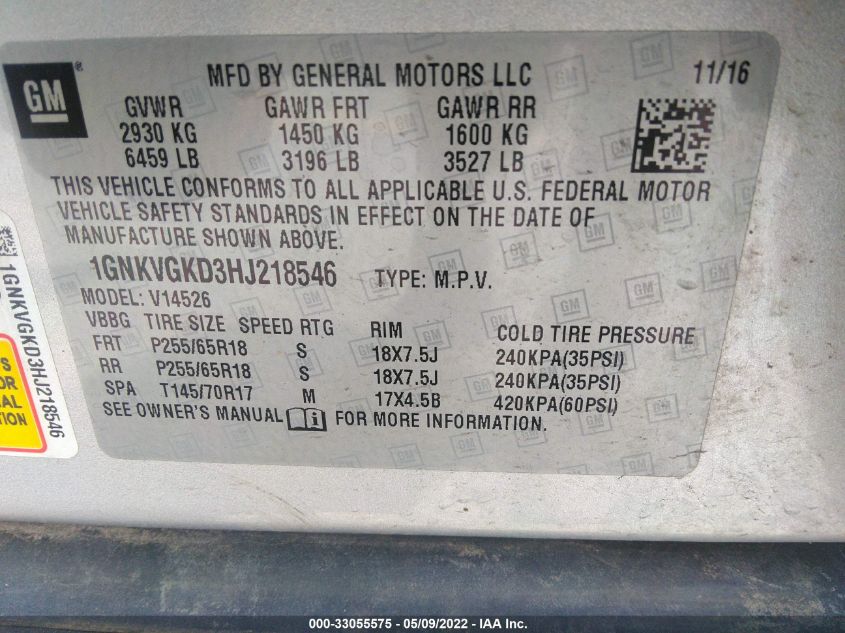 GM
®
MFD BY GENERAL MOTORS LLC 11/16
GVWR GAWR FRT GAWR RR
2930 KG 1450 KG 1600 KG
6459 LB 3196 LB 3527 LB
THIS VEHICLE CONFORMS TO ALL APPLICABLE U.S. FEDERAL MOTOR
VEHICLE SAFETY STANDARDS IN EFFECT ON THE DATE OF
MANUFACTURE SHOWN ABOVE.
1GNKVGKD3HJ218546 TYPE: M.P.V.
MODEL: V14526
VBBG TIRE SIZE SPEED RTG RIM COLD TIRE PRESSURE
FRT P255/65R18 S 18X7.5J 240KPA(35PSI)
RR P255/65R18 S 18X7.5J 240KPA(35PSI)
SPA T145/70R17 M 17X4.5B 420KPA(60PSI)
SEE OWNER'S MANUAL FOR MORE INFORMATION.
1GNKVGKD3HJ218546
000-33055575 - 05/09/2022 - IAA Inc.